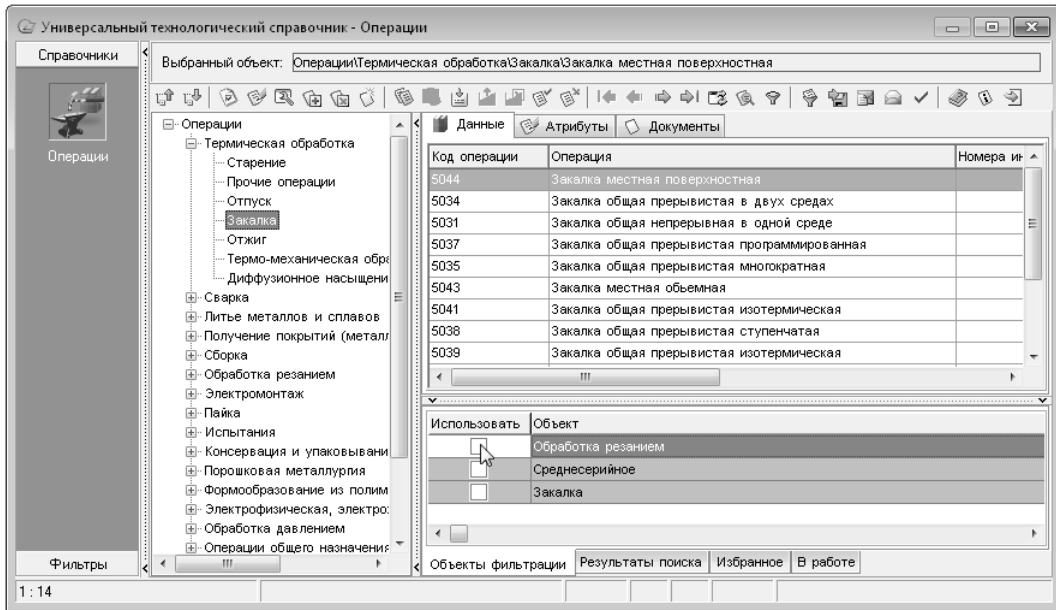 Универсальный технологический справочник - Операции
Справочники
Выбранный объект: Операции\Термическая обработка\Закалка\Закалка местная поверхностная
Операции
Фильтры
Операции
Термическая обработка
Старение
Прочие операции
Отпуск
Закалка
Отжиг
Термо-механическая обра
Диффузионное насыщени
Сварка
Литье металлов и сплавов
Получение покрытий (металл
Сборка
Обработка резанием
Электромонтаж
Пайка
Испытания
Консервация и упаковывани
Порошковая металлургия
Формообразование из полим
Электрофизическая, электрох
Обработка давлением
Операции общего назначения
Данные Атрибуты Документы
Код операции Операция Номера ин
5044 Закалка местная поверхностная
5034 Закалка общая прерывистая в двух средах
5031 Закалка общая непрерывная в одной среде
5037 Закалка общая прерывистая программированная
5035 Закалка общая прерывистая многократная
5043 Закалка местная обьемная
5041 Закалка общая прерывистая изотермическая
5038 Закалка общая прерывистая ступенчатая
5039 Закалка общая прерывистая изотермическая
Использовать Объект
Обработка резанием
Среднесерийное
Закалка
Объекты фильтрации Результаты поиска Избранное В работе
1 : 14